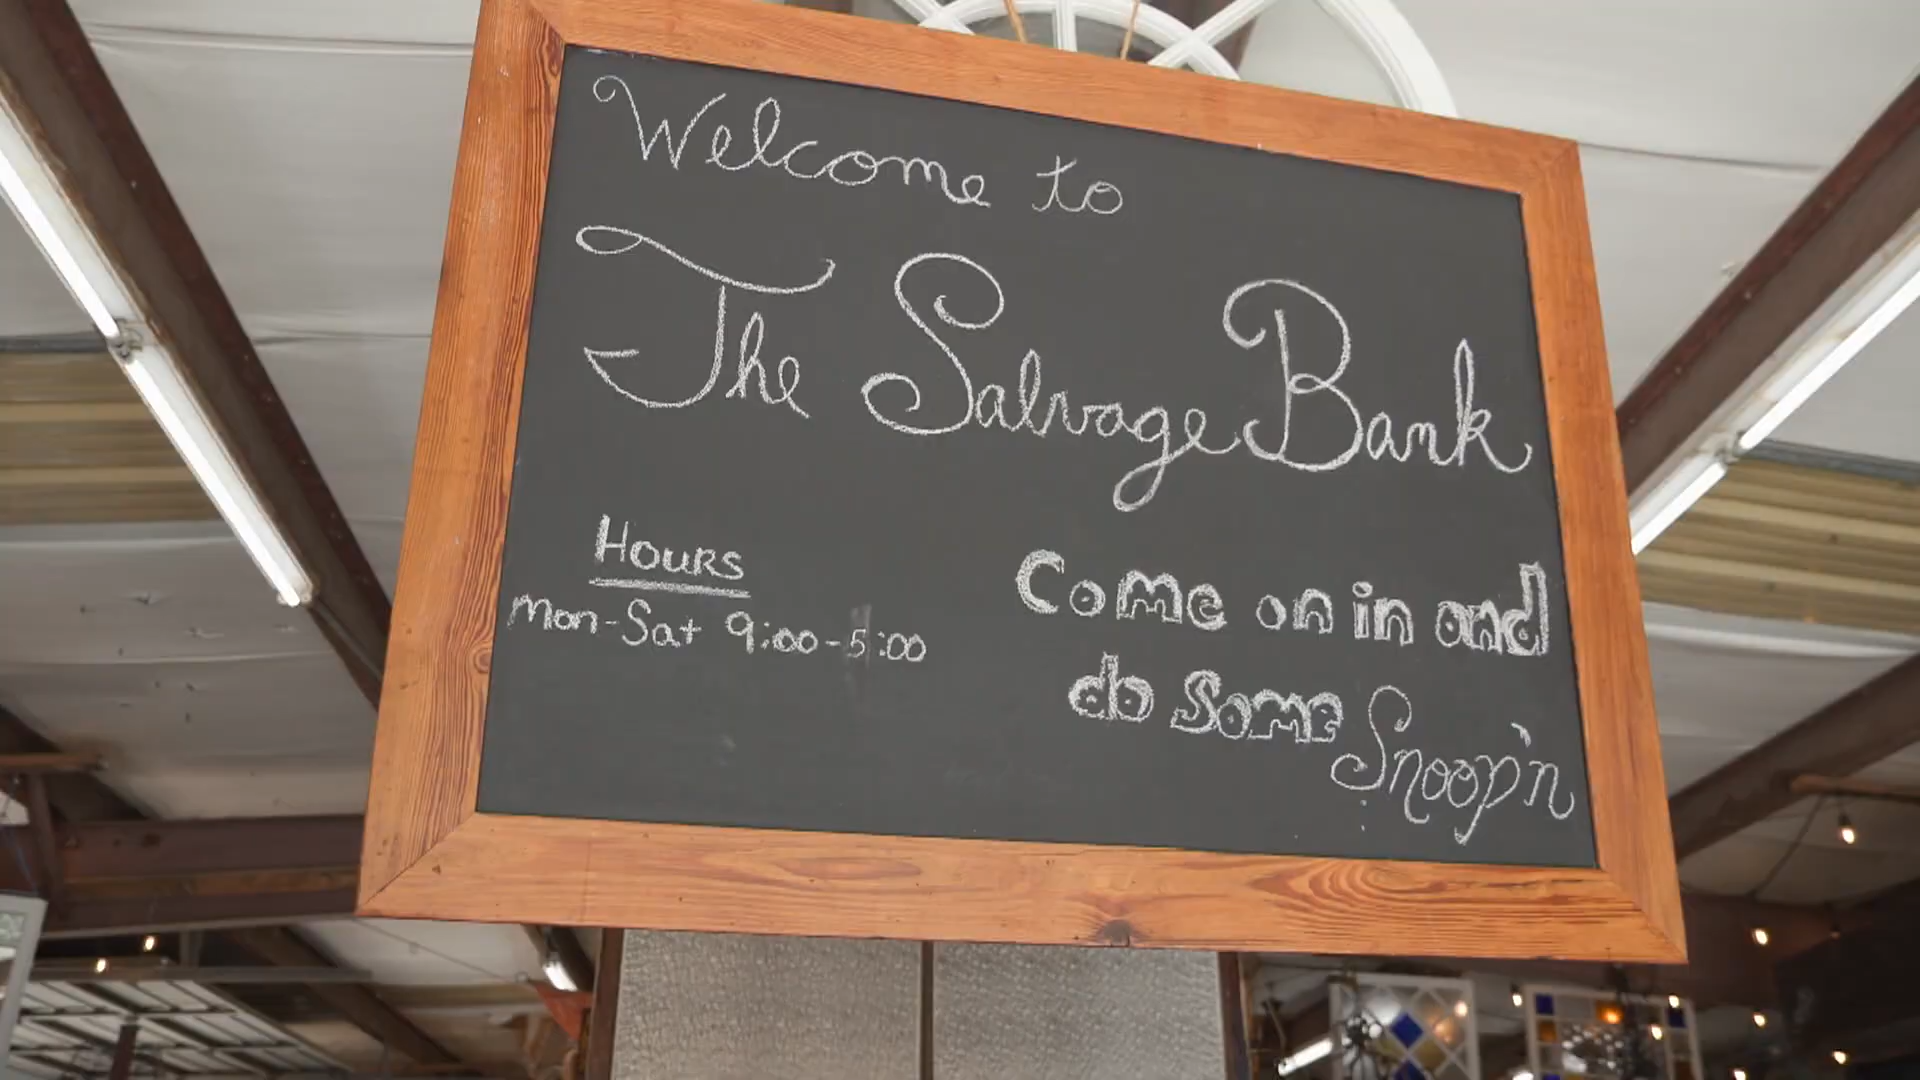 Welcome to
The Salvage Bank
Hours
Mon-Sat 9:00-5:00
Come on in and
do some Snoop'n